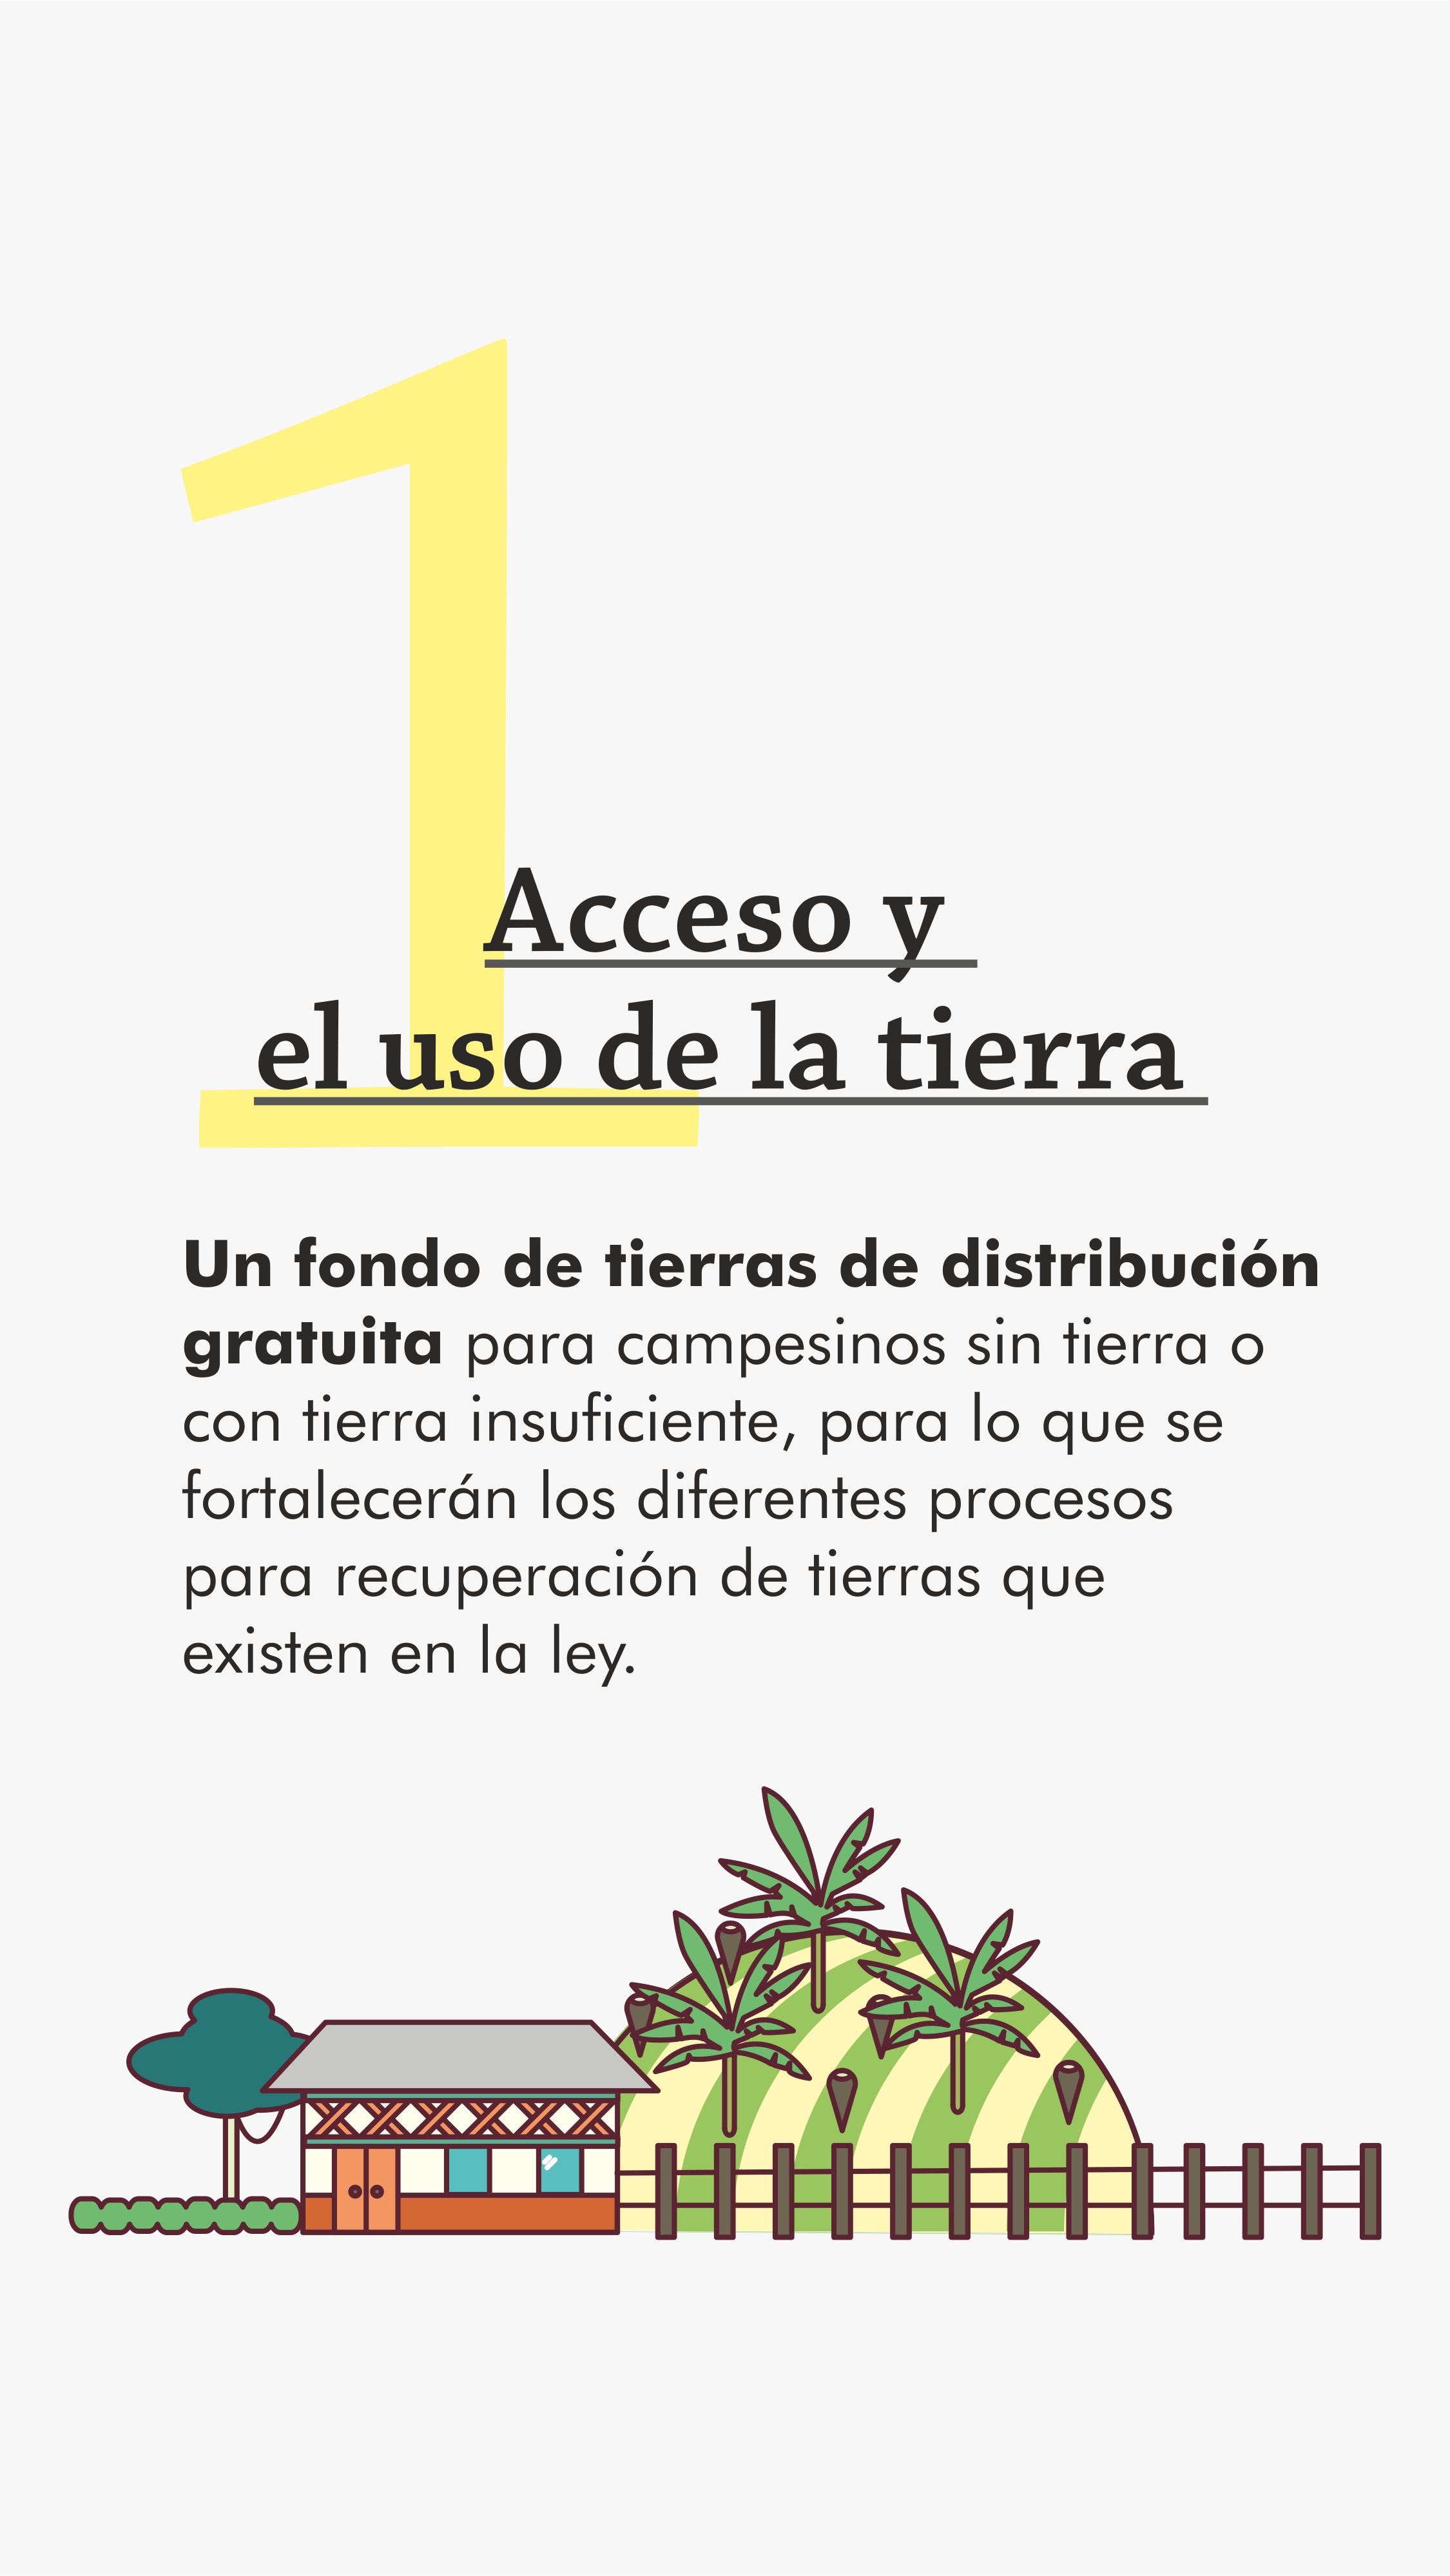 1
Acceso y
el uso de la tierra
Un fondo de tierras de distribución
gratuita para campesinos sin tierra o
con tierra insuficiente, para lo que se
fortalecerán los diferentes procesos
para recuperación de tierras que
existen en la ley.